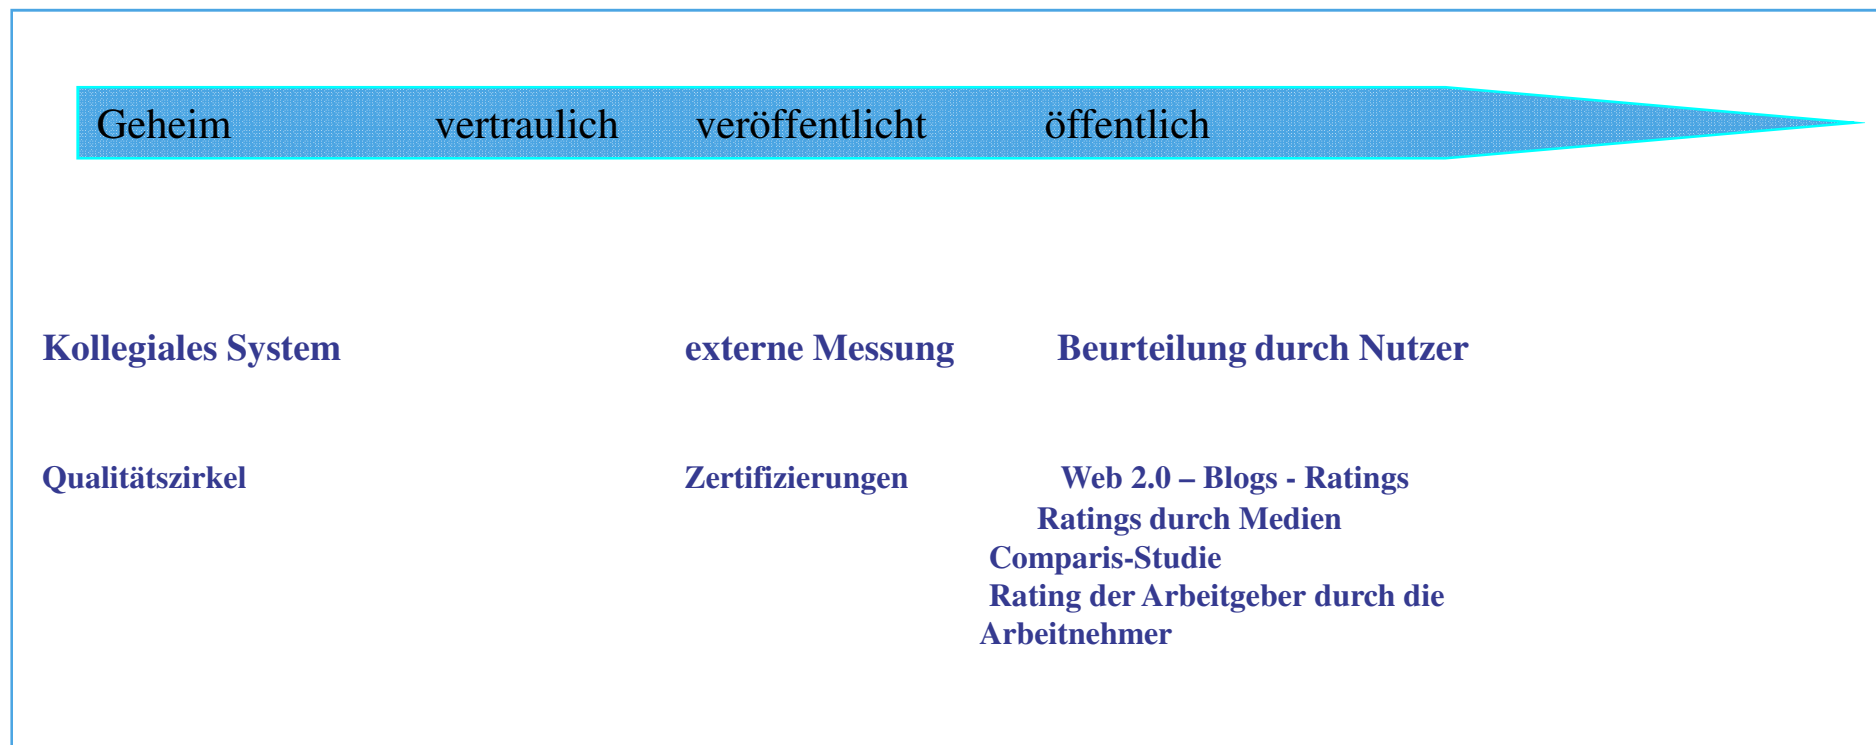 Geheim vertraulich veröffentlicht öffentlich
Kollegiales System externe Messung Beurteilung durch Nutzer
Qualitätszirkel Zertifizierungen Web 2.0 – Blogs - Ratings
Ratings durch Medien
Comparis-Studie
Rating der Arbeitgeber durch die
Arbeitnehmer